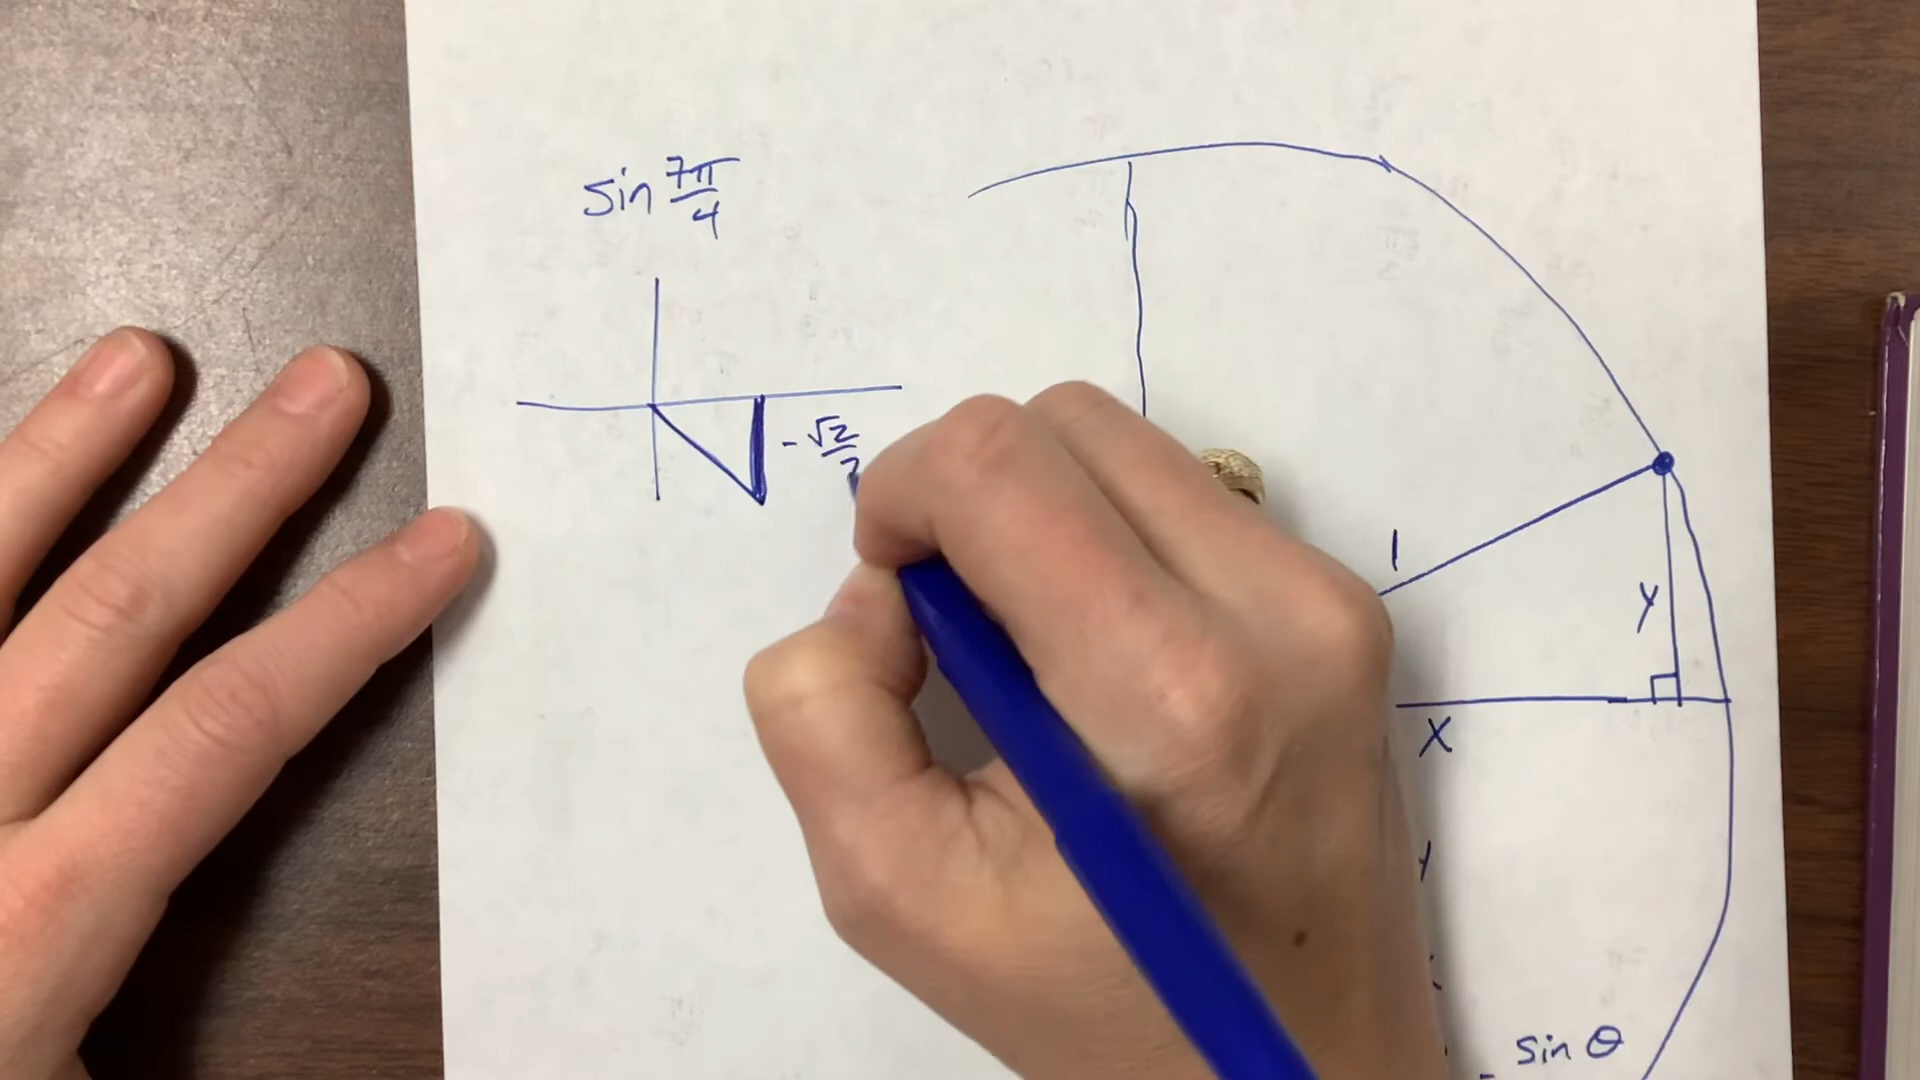 sin 7π/4
-√2/2
1
y
x
y
sin θ